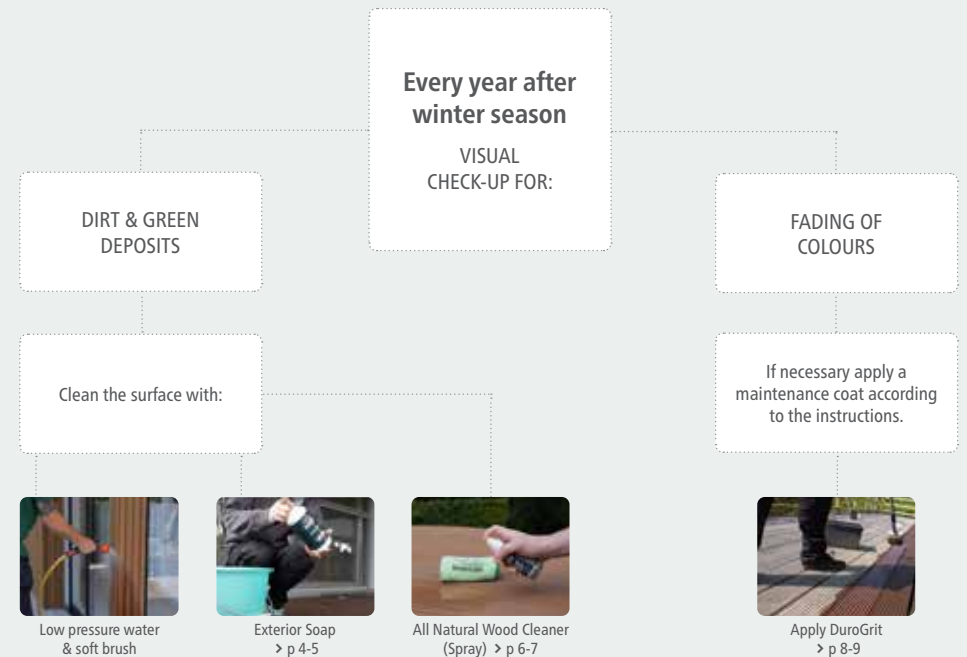 Every year after
winter season
VISUAL
CHECK-UP FOR:
DIRT & GREEN
DEPOSITS
FADING OF
COLOURS
Clean the surface with:
If necessary apply a
maintenance coat according
to the instructions.
Low pressure water
& soft brush
Exterior Soap
> p 4-5
All Natural Wood Cleaner
(Spray) > p 6-7
Apply DuroGrit
> p 8-9